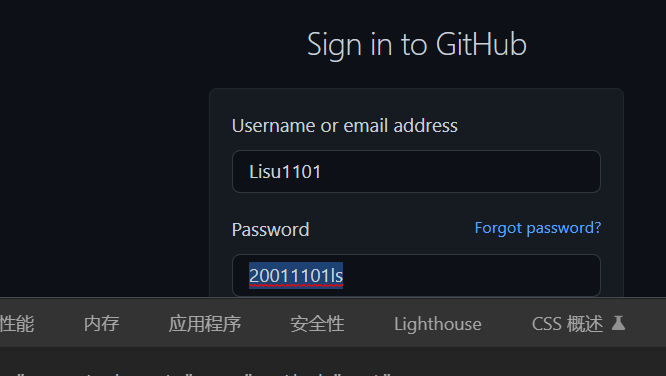 Sign in to GitHub
Username or email address
Lisu1101
Password Forgot password?
20011101ls
性能 内存 应用程序 安全性 Lighthouse CSS 概述